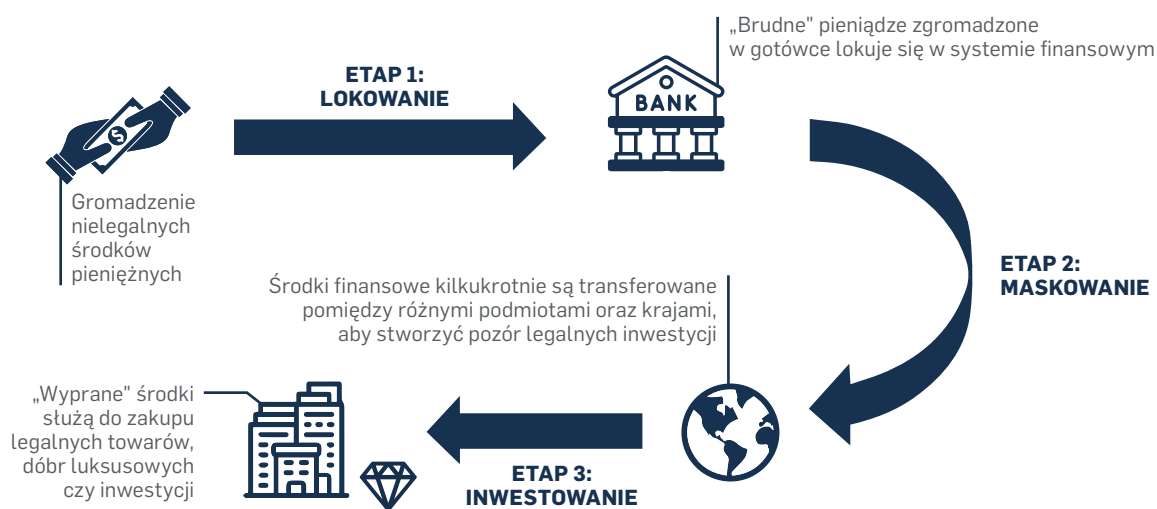 „Brudne" pieniądze zgromadzone
w gotówce lokuje się w systemie finansowym
ETAP 1:
LOKOWANIE
BANK
$
Gromadzenie
nielegalnych
środków
pieniężnych
ETAP 2:
MASKOWANIE
Środki finansowe kilkukrotnie są transferowane
pomiędzy różnymi podmiotami oraz krajami,
aby stworzyć pozór legalnych inwestycji
„Wyprane" środki
służą do zakupu
legalnych towarów,
dóbr luksusowych
czy inwestycji
ETAP 3:
INWESTOWANIE